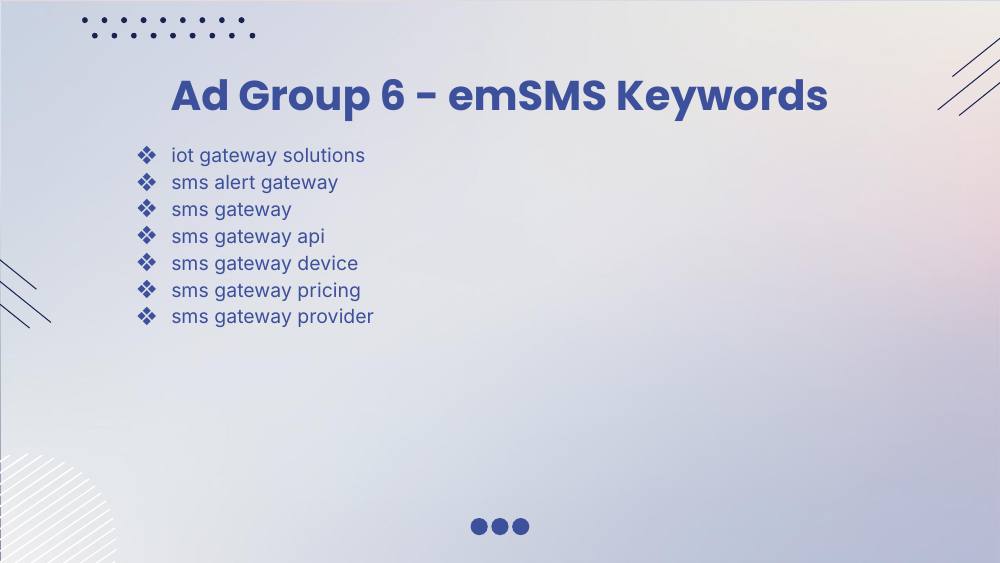 Ad Group 6 - emSMS Keywords
❖ iot gateway solutions
❖ sms alert gateway
❖ sms gateway
❖ sms gateway api
❖ sms gateway device
❖ sms gateway pricing
❖ sms gateway provider